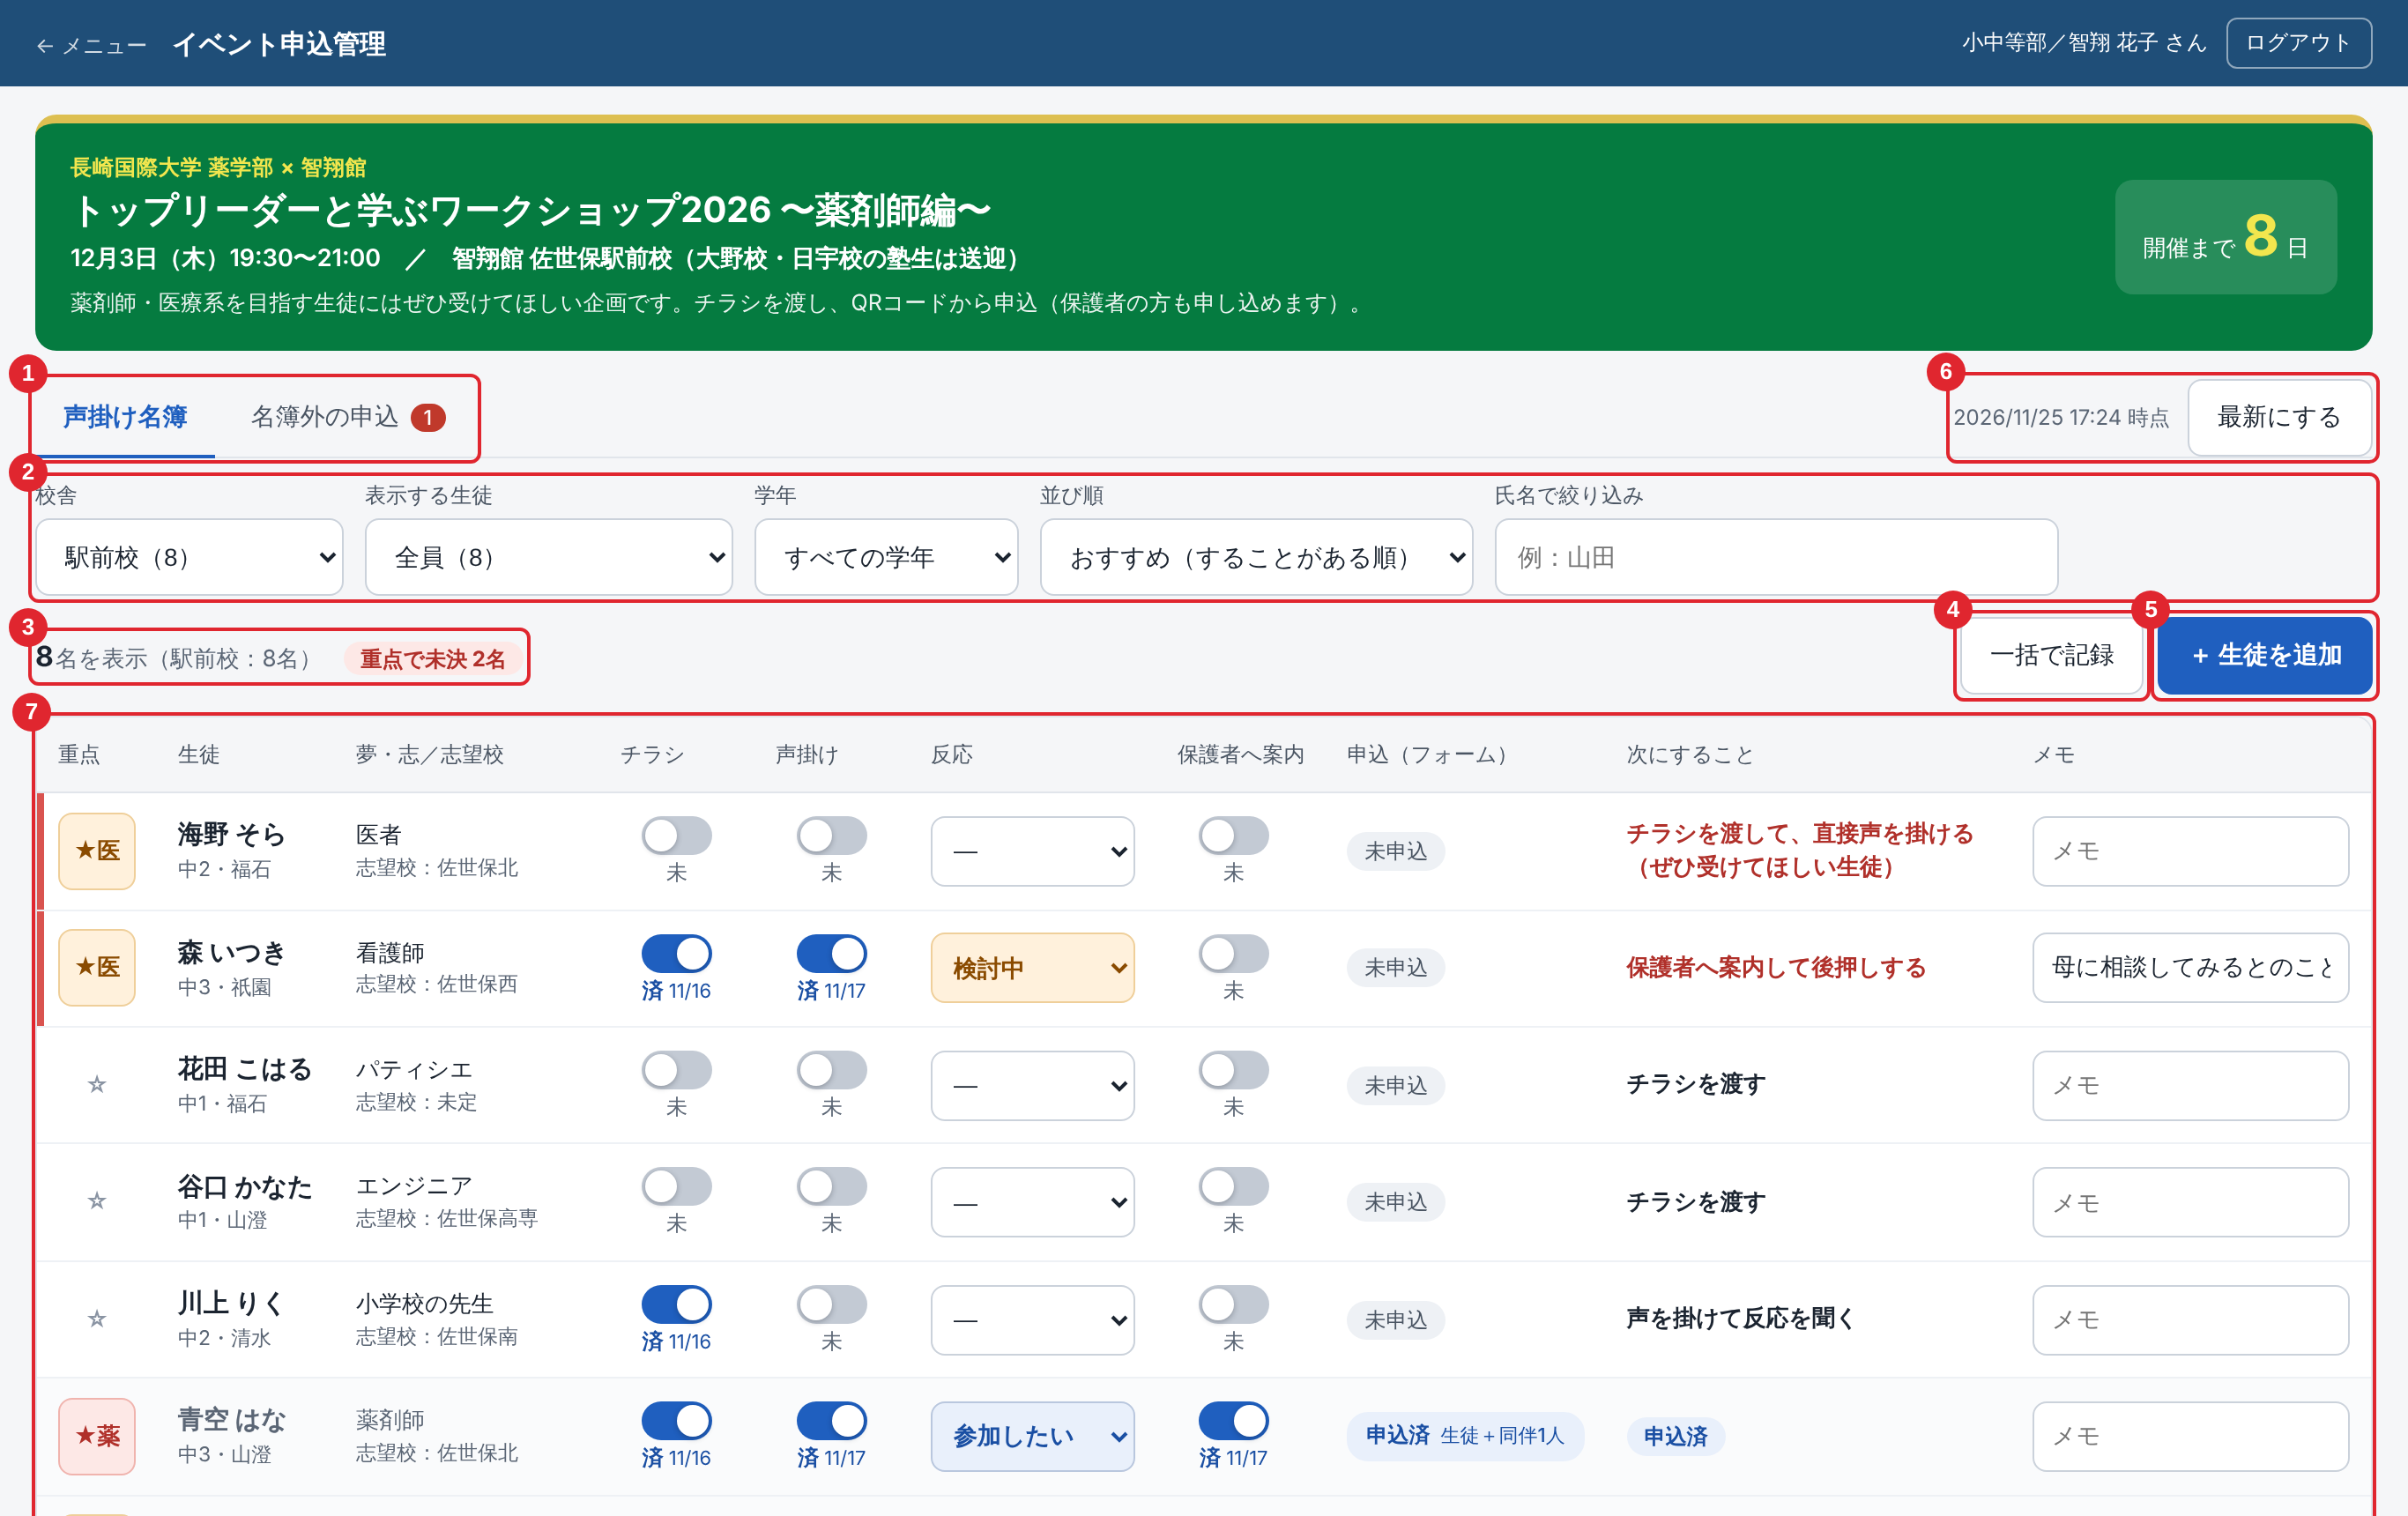 ← メニュー イベント申込管理 小中等部／智翔 花子 さん ログアウト
長崎国際大学 薬学部 × 智翔館
トップリーダーと学ぶワークショップ2026 〜薬剤師編〜
12月3日（木）19:30〜21:00 ／ 智翔館 佐世保駅前校（大野校・日宇校の塾生は送迎）
薬剤師・医療系を目指す生徒にはぜひ受けてほしい企画です。チラシを渡し、QRコードから申込（保護者の方も申し込めます）。
開催まで 8 日
1
声掛け名簿 名簿外の申込 1
6
2026/11/25 17:24 時点 最新にする
2
校舎 表示する生徒 学年 並び順 氏名で絞り込み
駅前校（8） 全員（8） すべての学年 おすすめ（することがある順） 例：山田
3
8名を表示（駅前校：8名） 重点で未決 2名
4
一括で記録
5
＋ 生徒を追加
7
重点 生徒 夢・志／志望校 チラシ 声掛け 反応 保護者へ案内 申込（フォーム） 次にすること メモ
★医 海野 そら 医者 — 未申込 チラシを渡して、直接声を掛ける メモ
中2・福石 志望校：佐世保北 未 未 未 （ぜひ受けてほしい生徒）
★医 森 いつき 看護師 検討中 未申込 保護者へ案内して後押しする 母に相談してみるとのこと
中3・祇園 志望校：佐世保西 済 11/16 済 11/17 未
☆ 花田 こはる パティシエ — 未申込 チラシを渡す メモ
中1・福石 志望校：未定 未 未 未
☆ 谷口 かなた エンジニア — 未申込 チラシを渡す メモ
中1・山澄 志望校：佐世保高専 未 未 未
☆ 川上 りく 小学校の先生 — 未申込 声を掛けて反応を聞く メモ
中2・清水 志望校：佐世保南 済 11/16 未 未
★薬 青空 はな 薬剤師 参加したい 申込済 生徒＋同伴1人 申込済 メモ
中3・山澄 志望校：佐世保北 済 11/16 済 11/17 済 11/17